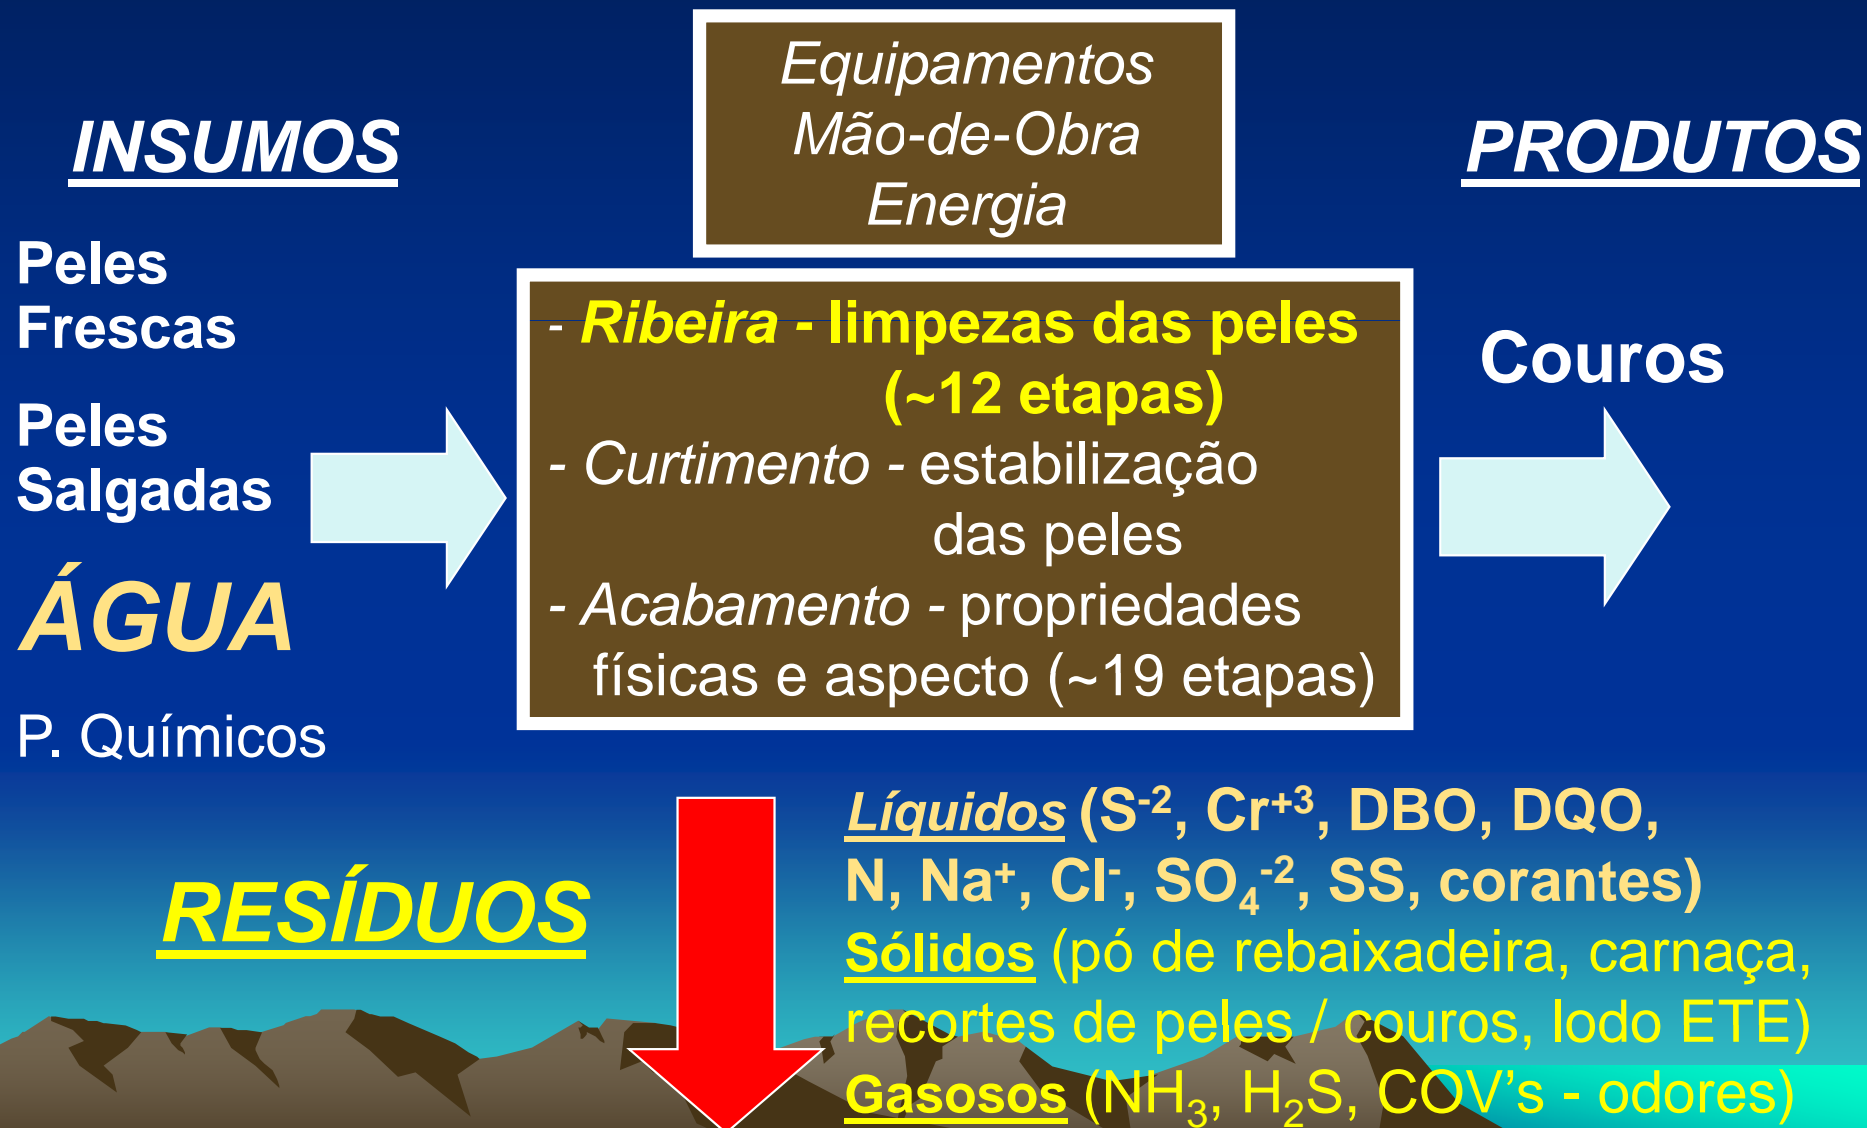 Equipamentos
Mão-de-Obra
Energia
INSUMOS
PRODUTOS
Peles
Frescas
Peles
Salgadas
ÁGUA
P. Químicos
- Ribeira - limpezas das peles
(~12 etapas)
- Curtimento - estabilização
das peles
- Acabamento - propriedades
físicas e aspecto (~19 etapas)
Couros
RESÍDUOS
Líquidos (S⁻², Cr⁺³, DBO, DQO,
N, Na⁺, Cl⁻, SO₄⁻², SS, corantes)
Sólidos (pó de rebaixadeira, carnaça,
recortes de peles / couros, lodo ETE)
Gasosos (NH₃, H₂S, COV’s - odores)